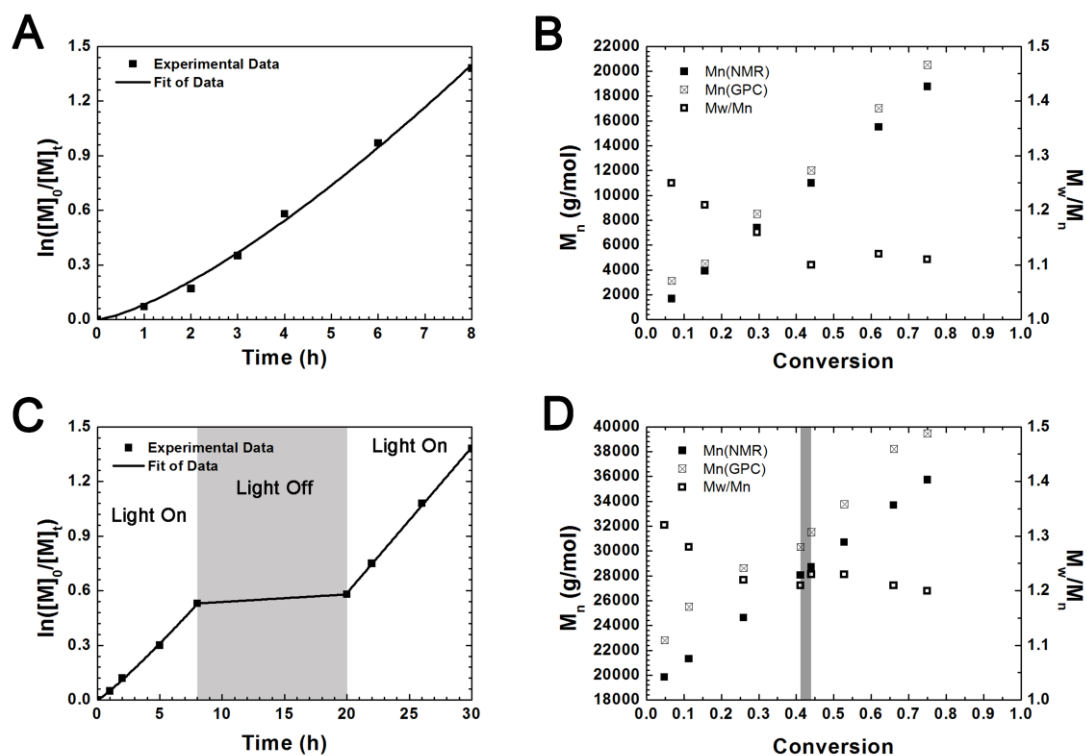 A
1.5
1.2
0.9
0.6
0.3
0.0
0 1 2 3 4 5 6 7 8
ln([M]0/[M]t)
Time (h)
Experimental Data
Fit of Data
B
22000
20000
18000
16000
14000
12000
10000
8000
6000
4000
2000
0
0.0 0.1 0.2 0.3 0.4 0.5 0.6 0.7 0.8 0.9 1.0
1.5
1.4
1.3
1.2
1.1
1.0
Mn (g/mol)
Mw/Mn
Conversion
Mn(NMR)
Mn(GPC)
Mw/Mn
C
1.5
1.2
0.9
0.6
0.3
0.0
0 5 10 15 20 25 30
ln([M]0/[M]t)
Time (h)
Experimental Data
Fit of Data
Light On
Light Off
Light On
D
40000
38000
36000
34000
32000
30000
28000
26000
24000
22000
20000
18000
0.0 0.1 0.2 0.3 0.4 0.5 0.6 0.7 0.8 0.9 1.0
1.5
1.4
1.3
1.2
1.1
1.0
Mn (g/mol)
Mw/Mn
Conversion
Mn(NMR)
Mn(GPC)
Mw/Mn